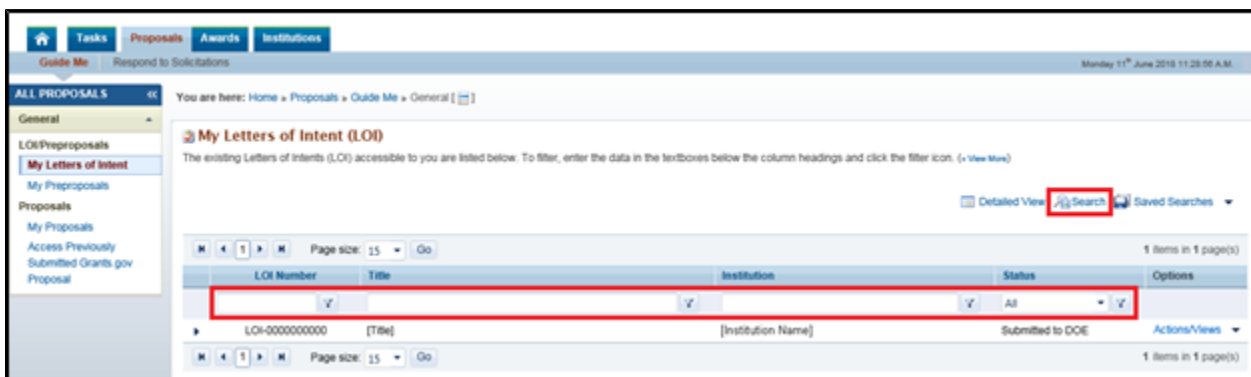 Tasks Proposals Awards Institutions
Guide Me Respond to Solicitations Monday 11th June 2018 11:28:56 A.M.
ALL PROPOSALS «
You are here: Home » Proposals » Guide Me » General [ ]
General
My Letters of Intent (LOI)
LOI/Preproposals
The existing Letters of Intents (LOI) accessible to you are listed below. To filter, enter the data in the textboxes below the column headings and click the filter icon. (+ View More)
My Letters of Intent
My Preproposals
Proposals
Detailed View Search Saved Searches
My Proposals
Access Previously
Submitted Grants.gov
Proposal
1 Page size: 15 Go 1 items in 1 page(s)
LOI Number Title Institution Status Options
All
LOI-0000000000 [Title] [Institution Name] Submitted to DOE Actions/Views
1 Page size: 15 Go 1 items in 1 page(s)